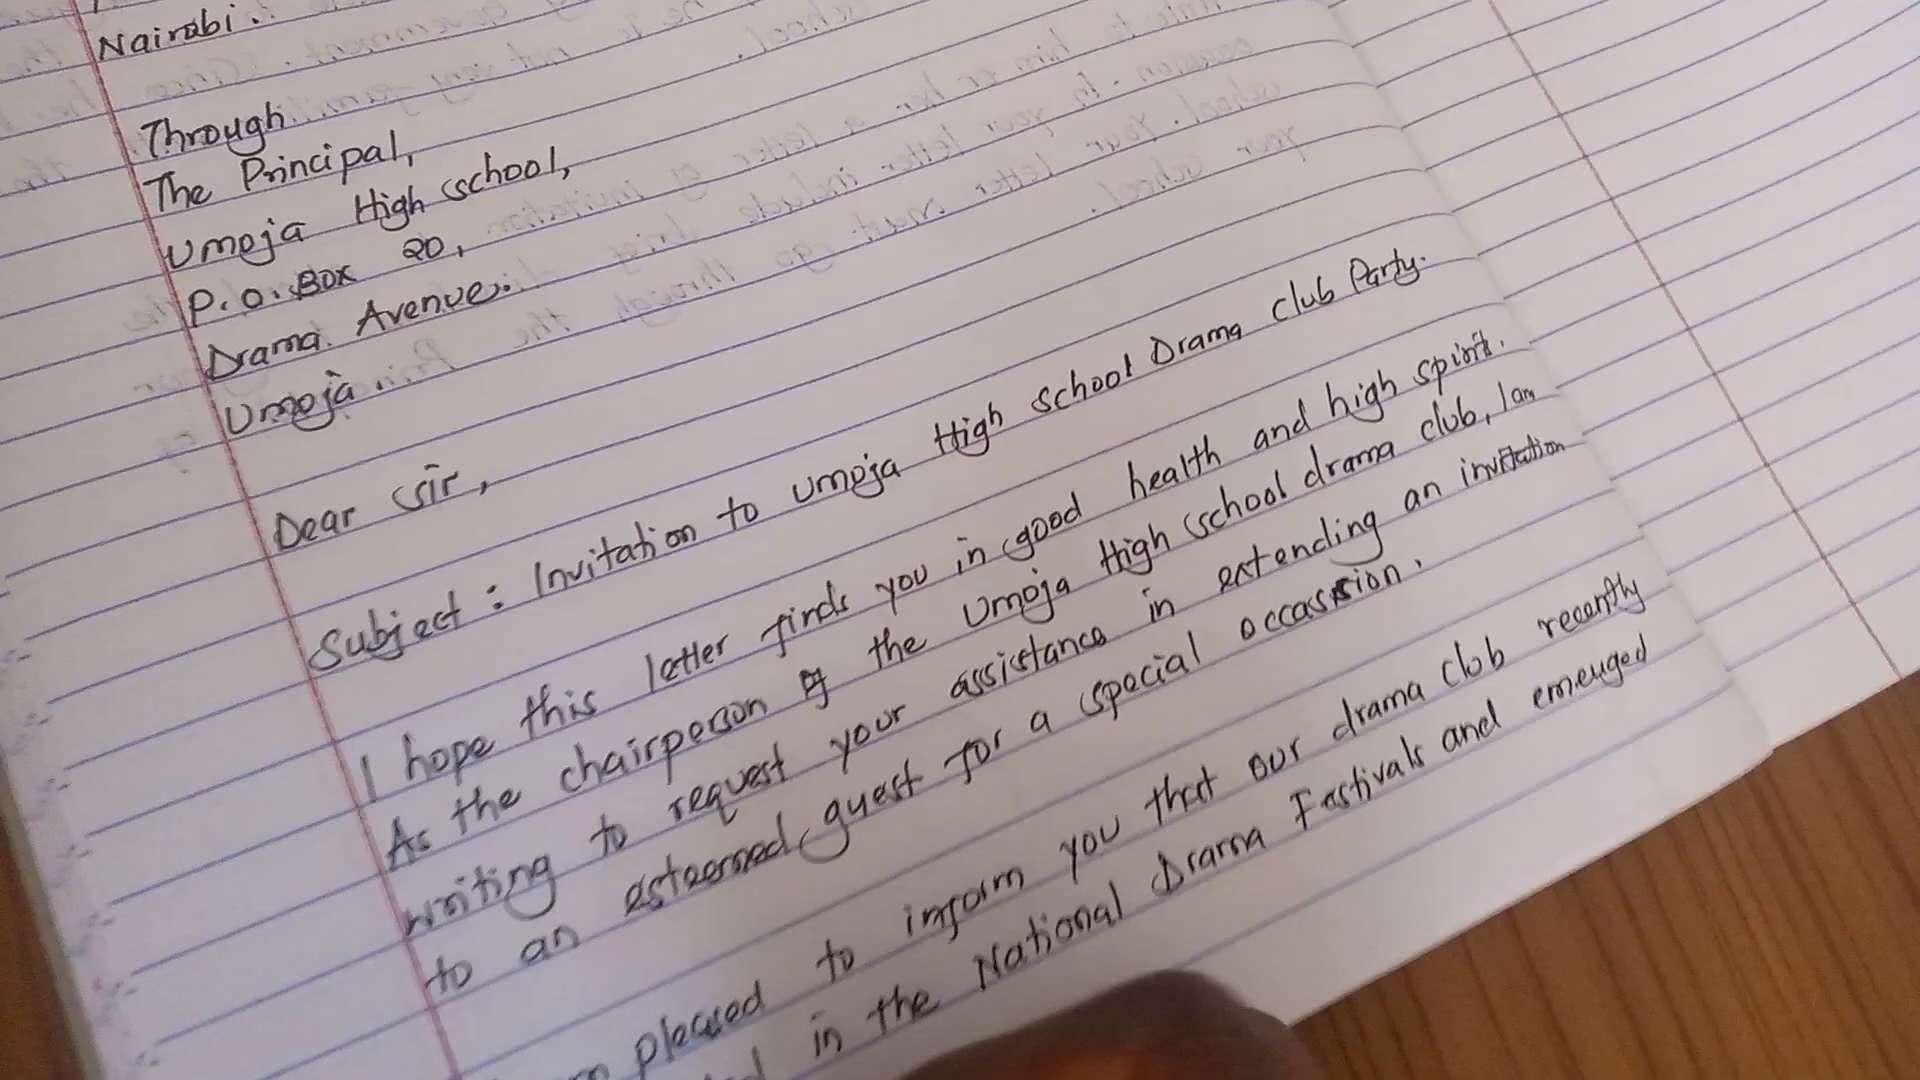 Nairobi.
Through
The Principal,
Umoja High School,
P.O. Box 20,
Drama Avenue.
Umoja.
Dear Sir,
Subject: Invitation to Umoja High School Drama Club Party.
I hope this letter finds you in good health and high spirit.
As the chairperson of the Umoja High School drama club, I am
writing to request your assistance in extending an invitation
to an esteemed guest for a special occassion.
pleased to inform you that our drama club recently
in the National Drama Festivals and emeuged